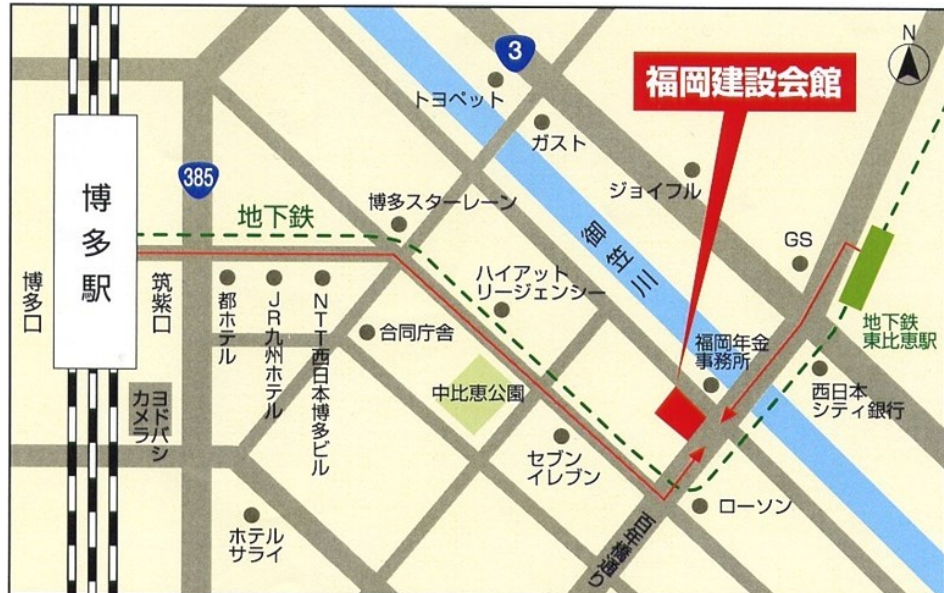 N
3
福岡建設会館
トヨペット
ガスト
385
ジョイフル
博多スターレーン
地下鉄
博多駅
御笠川
GS
ハイアット
リージェンシー
博多口
筑紫口
都ホテル
JR九州ホテル
NTT西日本博多ビル
合同庁舎
福岡年金
事務所
地下鉄
東比恵駅
中比恵公園
西日本
シティ銀行
ヨドバシ
カメラ
セブン
イレブン
ローソン
ホテル
サライ
百年橋通り